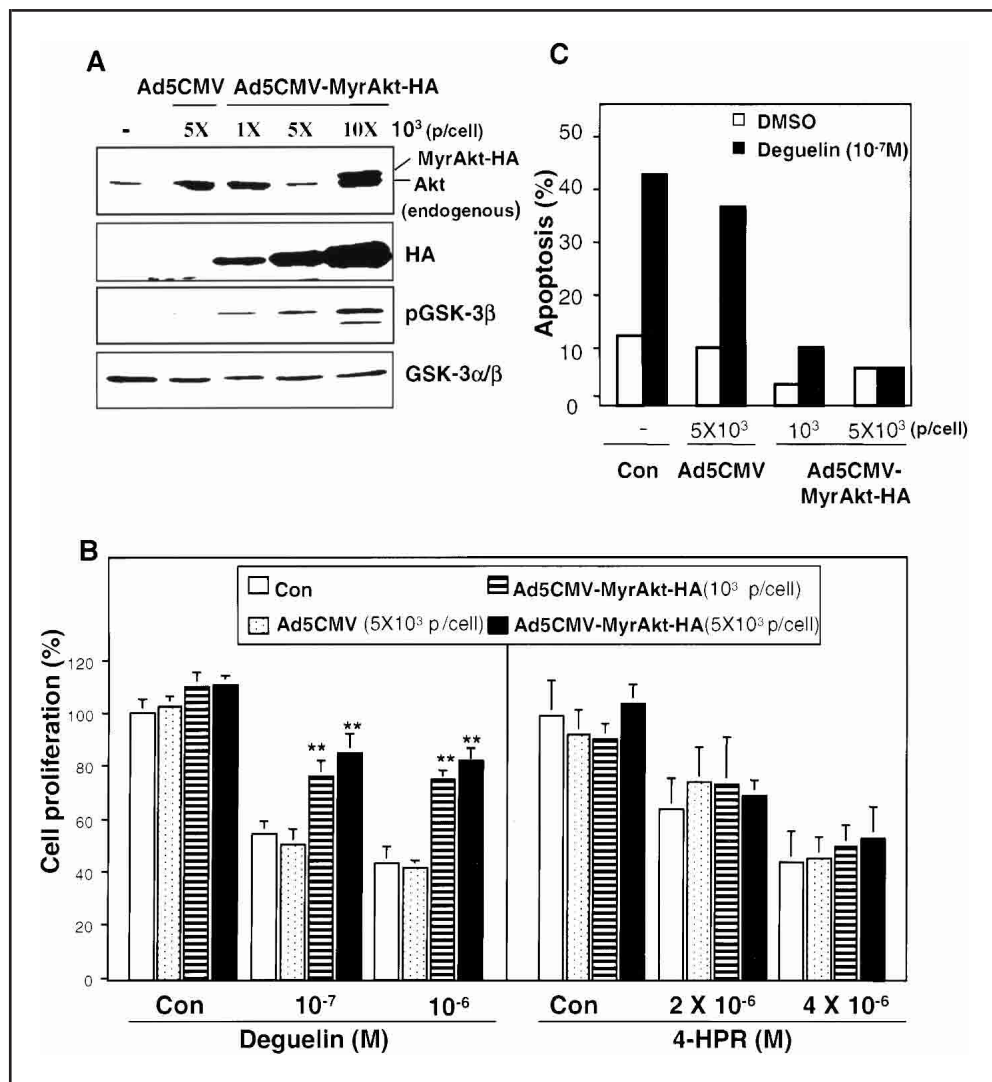 A
Ad5CMV Ad5CMV-MyrAkt-HA
- 5X 1X 5X 10X 10³ (p/cell)
MyrAkt-HA
Akt
(endogenous)
HA
pGSK-3β
GSK-3α/β
C
DMSO
Deguelin (10⁻⁷M)
Apoptosis (%)
50
40
30
20
10
0
- 5X10³ 10³ 5X10³ (p/cell)
Con Ad5CMV Ad5CMV-
MyrAkt-HA
B
Con Ad5CMV-MyrAkt-HA(10³ p/cell)
Ad5CMV (5X10³ p/cell) Ad5CMV-MyrAkt-HA(5X10³ p/cell)
Cell proliferation (%)
120
100
80
60
40
20
0
** ** ** **
Con 10⁻⁷ 10⁻⁶ Con 2 X 10⁻⁶ 4 X 10⁻⁶
Deguelin (M) 4-HPR (M)